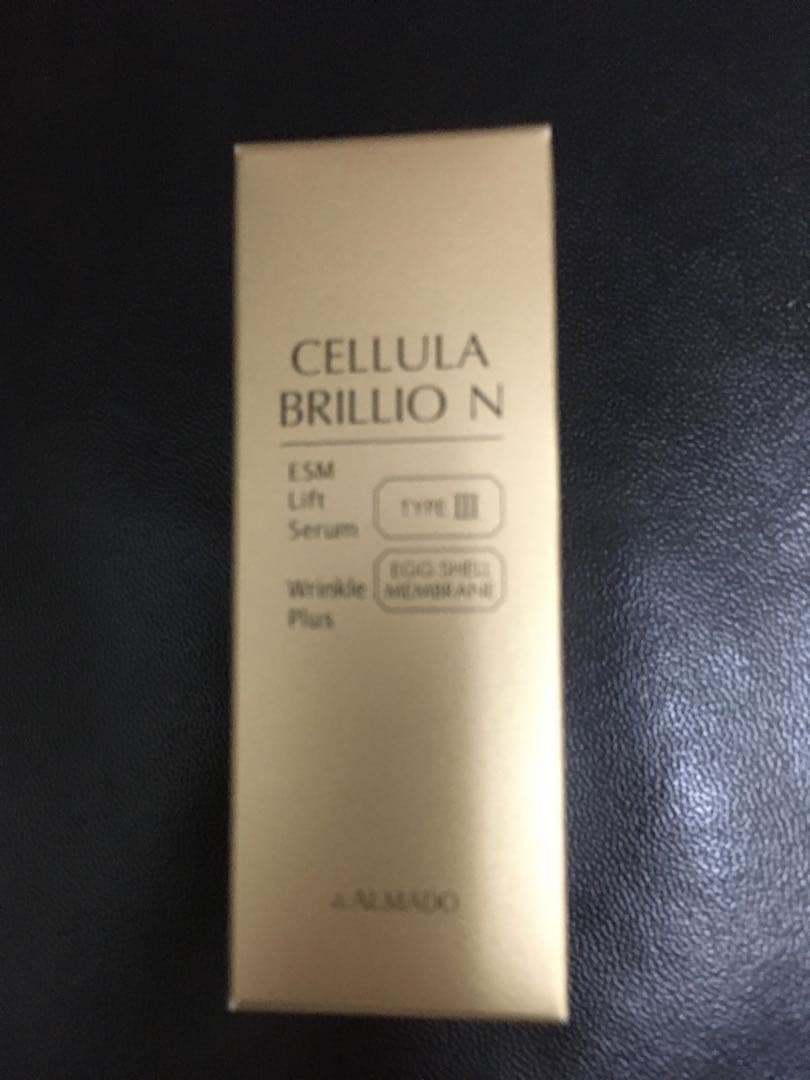 CELLULA
BRILLIO N
ESM
Lift
Serum
TYPE III
Wrinkle
Plus
EGG SHELL
MEMBRANE
ALMADO